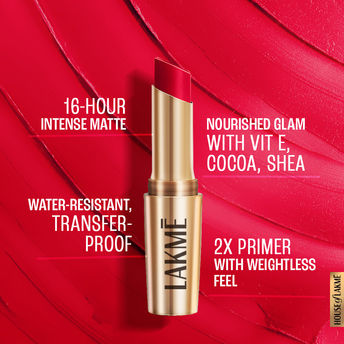 16-HOUR
INTENSE MATTE
NOURISHED GLAM
WITH VIT E,
COCOA, SHEA
WATER-RESISTANT,
TRANSFER-
PROOF
2X PRIMER
WITH WEIGHTLESS
FEEL
LAKMĒ
HOUSE of LAKMĒ